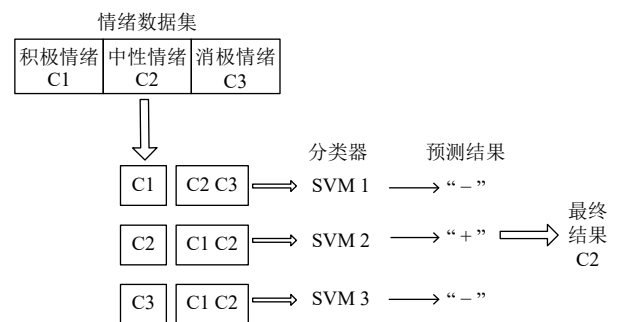 情绪数据集
积极情绪 中性情绪 消极情绪
C1 C2 C3
分类器 预测结果
C1 C2 C3 SVM 1 “－”
C2 C1 C2 SVM 2 “+”
C3 C1 C2 SVM 3 “－”
最终
结果
C2